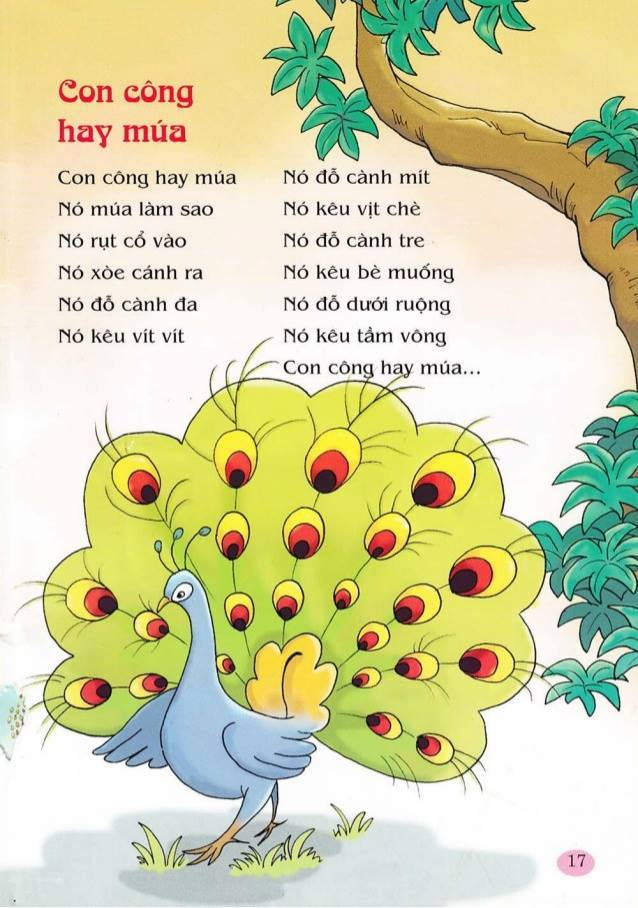 Con công
hay múa
Con công hay múa
Nó múa làm sao
Nó rụt cổ vào
Nó xòe cánh ra
Nó đỗ cành đa
Nó kêu vít vít
Nó đỗ cành mít
Nó kêu vịt chè
Nó đỗ cành tre
Nó kêu bè muống
Nó đỗ dưới ruộng
Nó kêu tầm vông
Con công hay múa...
17